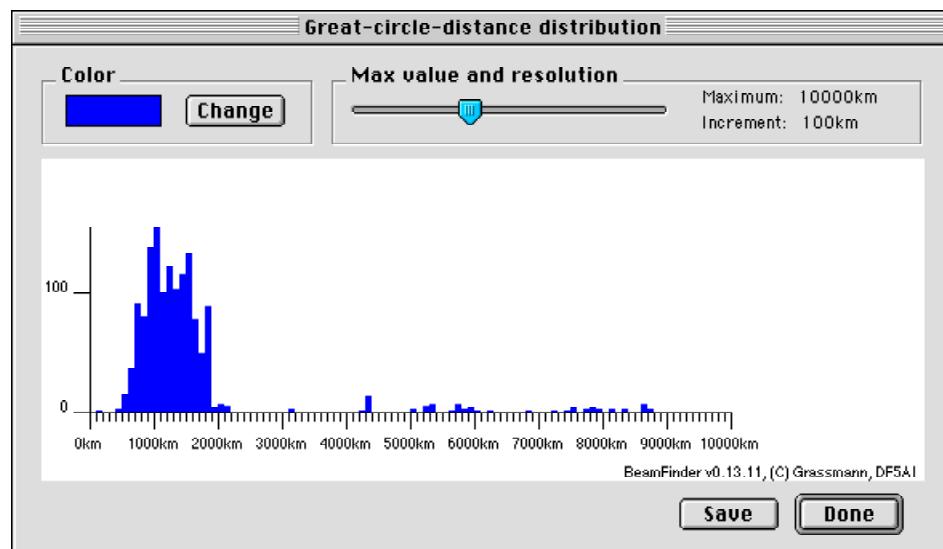 Great-circle-distance distribution
Color
Change
Max value and resolution
Maximum: 10000km
Increment: 100km
100
0
0km 1000km 2000km 3000km 4000km 5000km 6000km 7000km 8000km 9000km 10000km
BeamFinder v0.13.11, (C) Grassmann, DF5AI
Save
Done